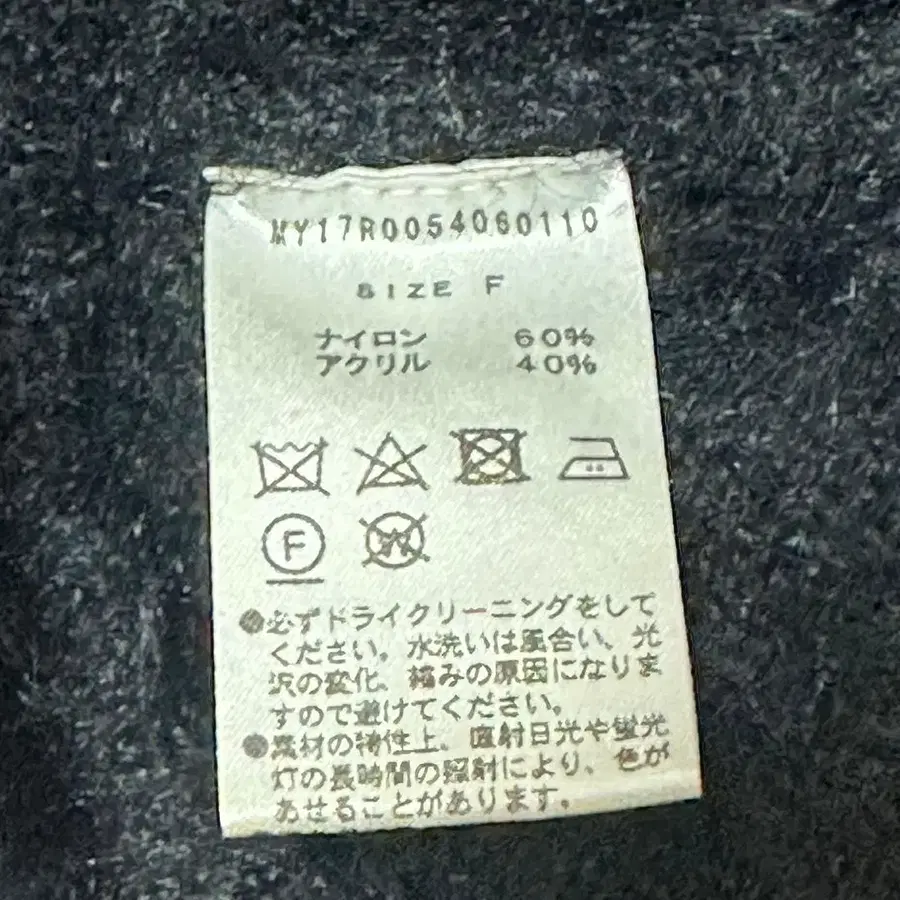 MY17R0054060110
SIZE F
ナイロン 60%
アクリル 40%
F
W
●必ずドライクリーニングをして
ください。水洗いは風合い、光
沢の変化、縮みの原因になりま
すので避けてください。
●素材の特性上、直射日光や蛍光
灯の長時間の照射により、色が
あせることがあります。